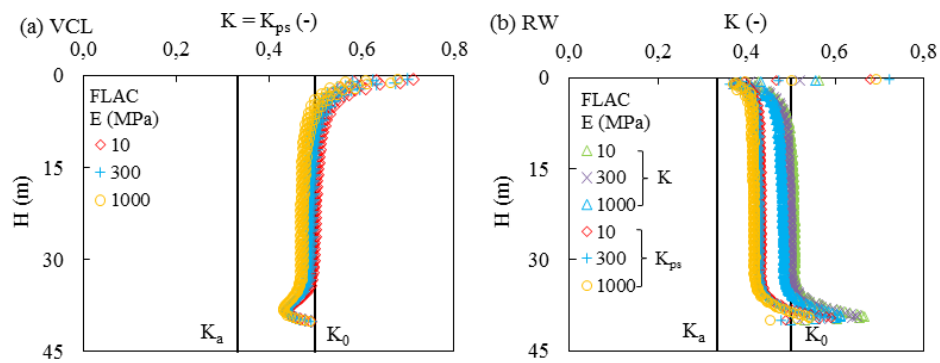 (a) VCL
K = Kps (-)
0,0 0,2 0,4 0,6 0,8
0
15
30
45
H (m)
FLAC
E (MPa)
10
300
1000
Ka
K0
(b) RW
K (-)
0,0 0,2 0,4 0,6 0,8
0
15
30
45
H (m)
FLAC
E (MPa)
10
300
1000
K
10
300
1000
Kps
Ka
K0